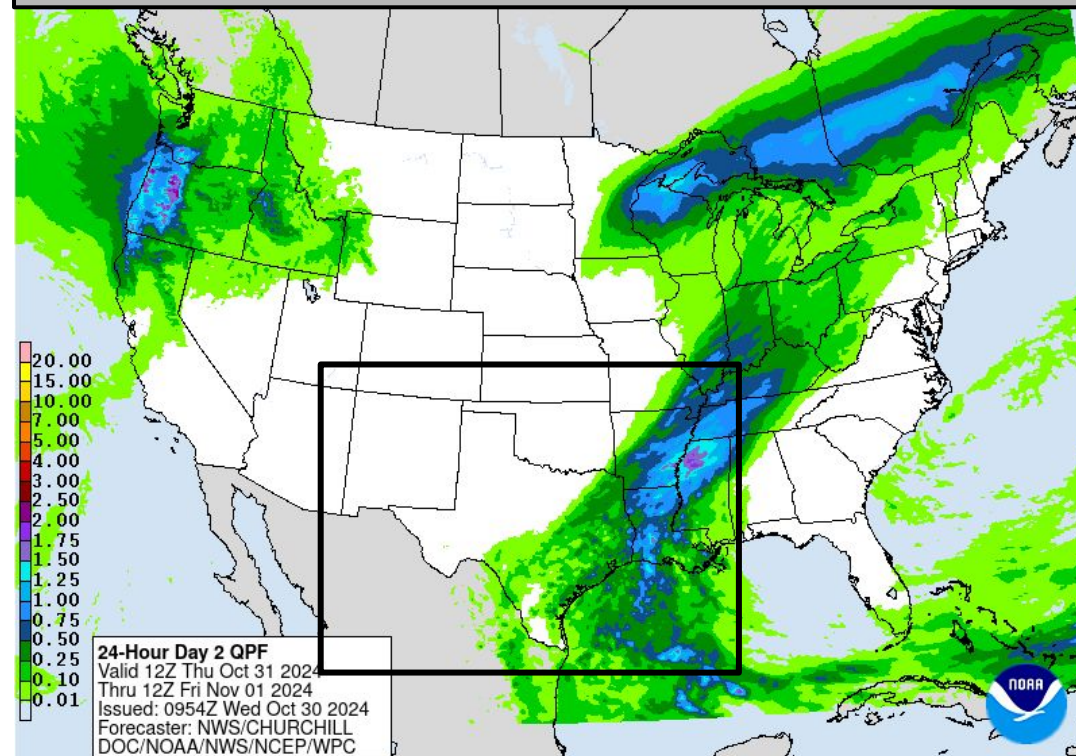 20.00
15.00
10.00
7.00
5.00
4.00
3.00
2.50
2.00
1.75
1.50
1.25
1.00
0.75
0.50
0.25
0.10
0.01
24-Hour Day 2 QPF
Valid 12Z Thu Oct 31 2024
Thru 12Z Fri Nov 01 2024
Issued: 0954Z Wed Oct 30 2024
Forecaster: NWS/CHURCHILL
DOC/NOAA/NWS/NCEP/WPC
NOAA